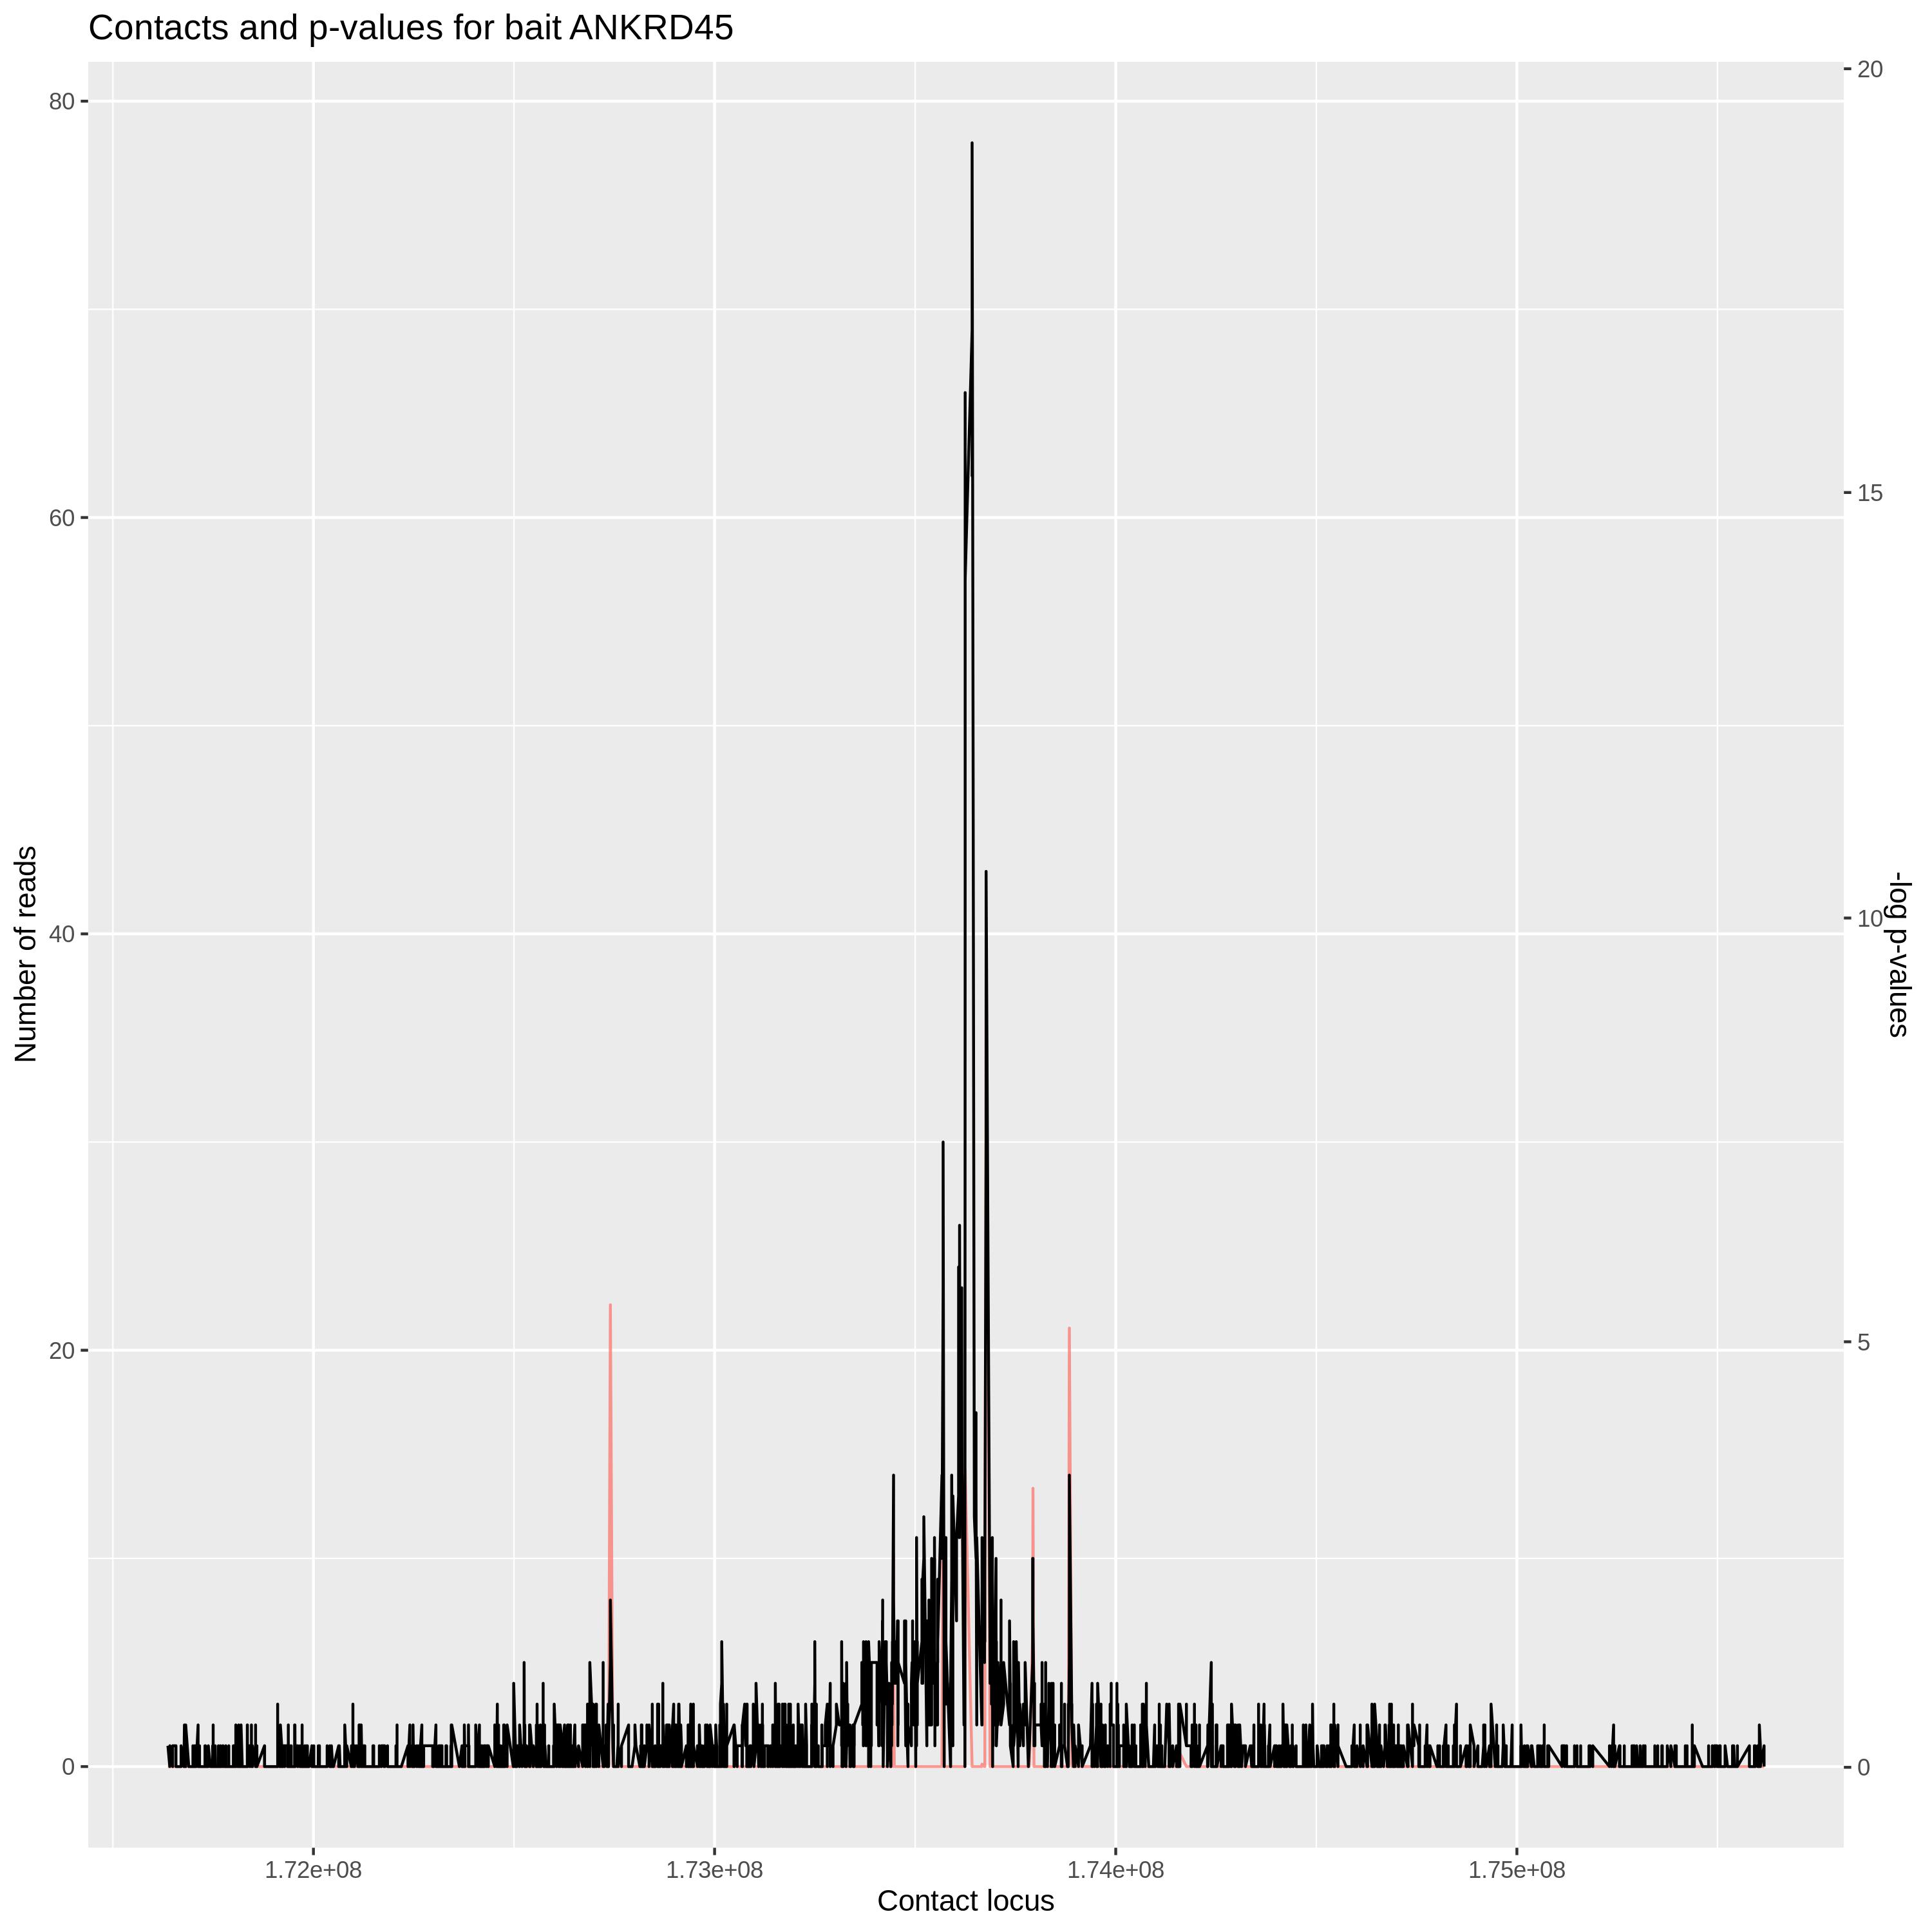 Contacts and p-values for bait ANKRD45
80
60
40
20
0
20
15
10
5
0
Number of reads
-log p-values
1.72e+08
1.73e+08
1.74e+08
1.75e+08
Contact locus